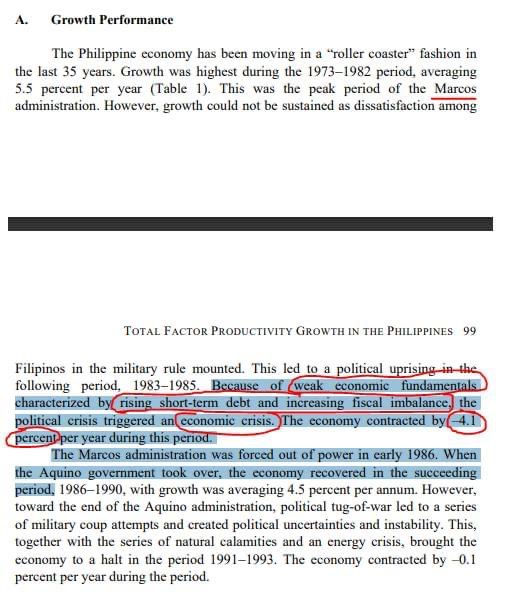 A. Growth Performance
The Philippine economy has been moving in a “roller coaster” fashion in
the last 35 years. Growth was highest during the 1973–1982 period, averaging
5.5 percent per year (Table 1). This was the peak period of the Marcos
administration. However, growth could not be sustained as dissatisfaction among
TOTAL FACTOR PRODUCTIVITY GROWTH IN THE PHILIPPINES 99
Filipinos in the military rule mounted. This led to a political uprising in the
following period, 1983–1985. Because of weak economic fundamentals
characterized by rising short-term debt and increasing fiscal imbalance, the
political crisis triggered an economic crisis. The economy contracted by –4.1
percent per year during this period.
The Marcos administration was forced out of power in early 1986. When
the Aquino government took over, the economy recovered in the succeeding
period, 1986–1990, with growth was averaging 4.5 percent per annum. However,
toward the end of the Aquino administration, political tug-of-war led to a series
of military coup attempts and created political uncertainties and instability. This,
together with the series of natural calamities and an energy crisis, brought the
economy to a halt in the period 1991–1993. The economy contracted by –0.1
percent per year during the period.